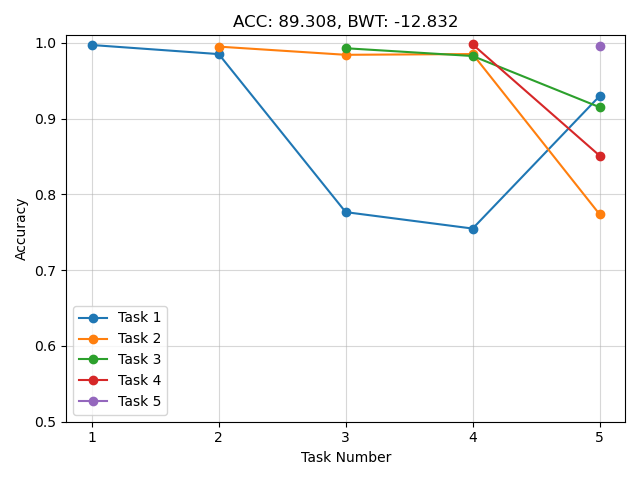 ACC: 89.308, BWT: -12.832
1.0
0.9
0.8
0.7
0.6
0.5
Accuracy
Task 1
Task 2
Task 3
Task 4
Task 5
1 2 3 4 5
Task Number